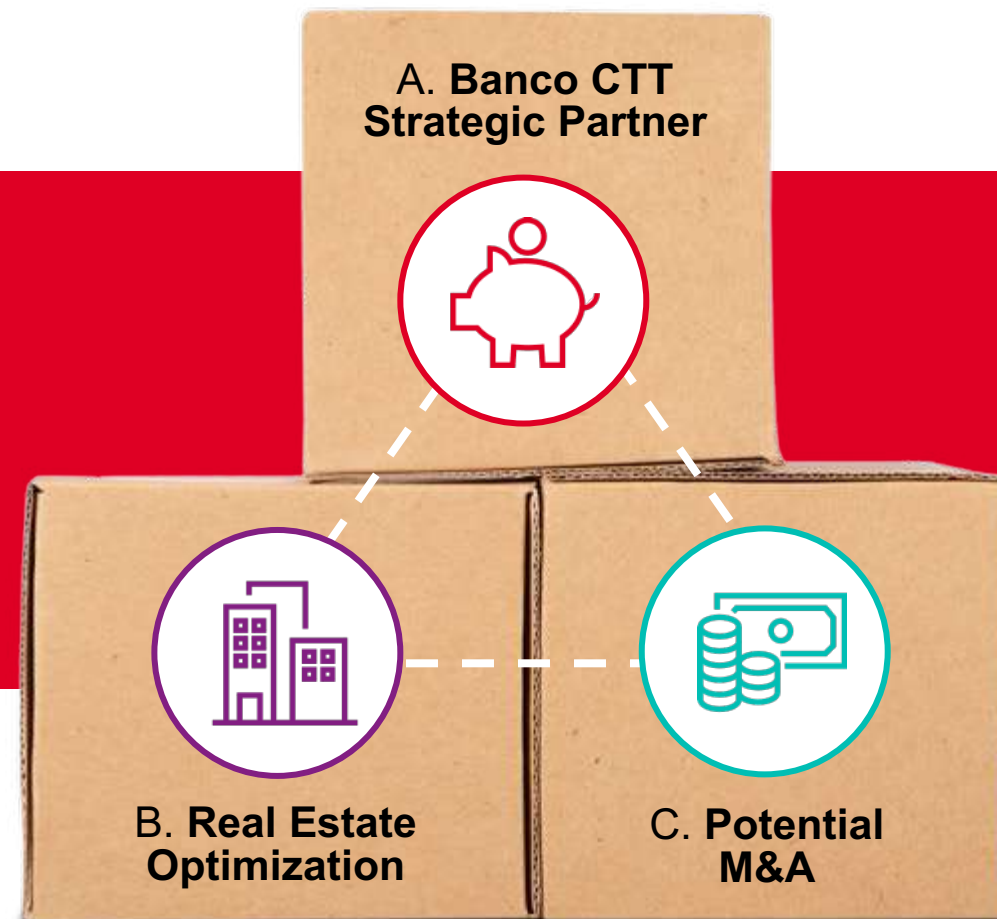 A. Banco CTT
Strategic Partner
B. Real Estate
Optimization
C. Potential
M&A